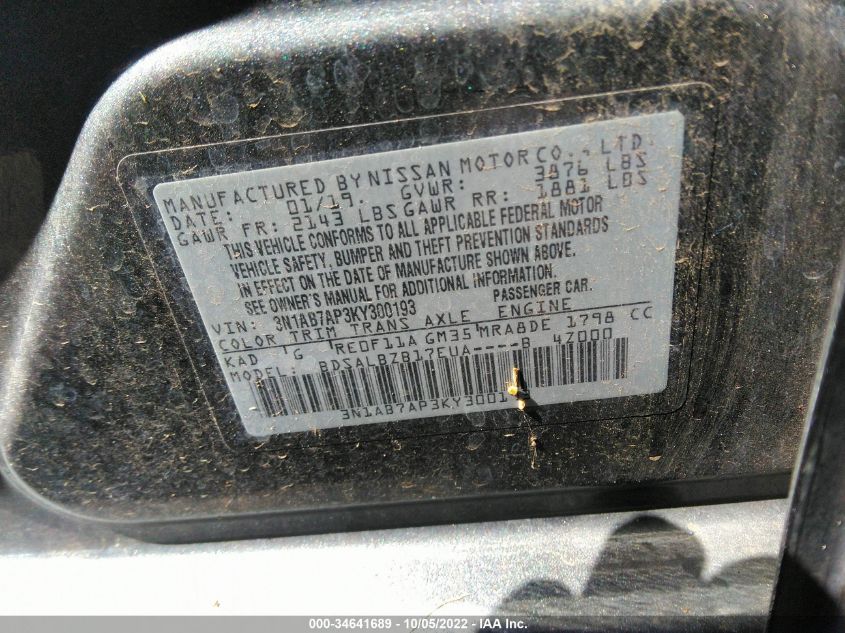 MANUFACTURED BY NISSAN MOTOR CO., LTD.
DATE: 01/19. GVWR: 3876 LBS
GAWR FR: 2143 LBS GAWR RR: 1881 LBS
THIS VEHICLE CONFORMS TO ALL APPLICABLE FEDERAL MOTOR
VEHICLE SAFETY, BUMPER AND THEFT PREVENTION STANDARDS
IN EFFECT ON THE DATE OF MANUFACTURE SHOWN ABOVE.
SEE OWNER'S MANUAL FOR ADDITIONAL INFORMATION.
VIN: 3N1AB7AP3KY300193 PASSENGER CAR.
COLOR TRIM TRANS AXLE ENGINE
KAD G RE0F11A GM35 MRA8DE 1798 CC
MODEL: BDSALBZB17EUA----B 4Z000
3N1AB7AP3KY3001
000-34641689 - 10/05/2022 - IAA Inc.